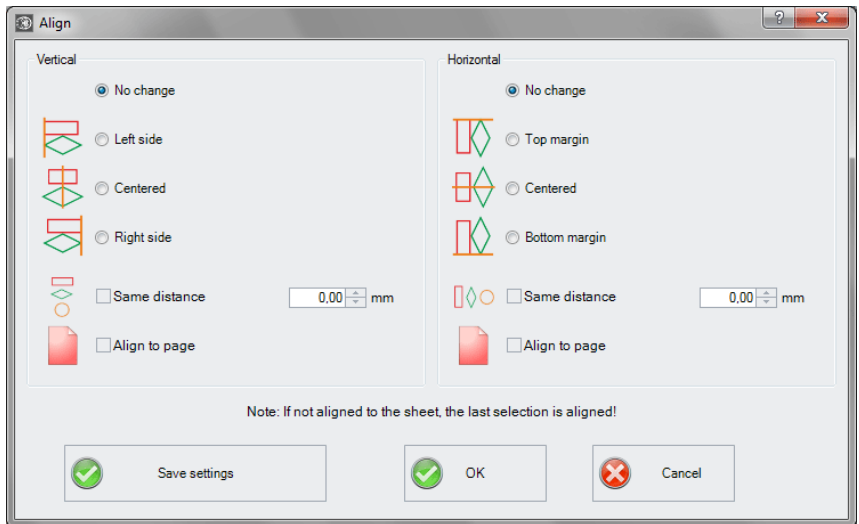 Align
?
X
Vertical
No change
Left side
Centered
Right side
Same distance 0,00 mm
Align to page
Horizontal
No change
Top margin
Centered
Bottom margin
Same distance 0,00 mm
Align to page
Note: If not aligned to the sheet, the last selection is aligned!
Save settings
OK
Cancel